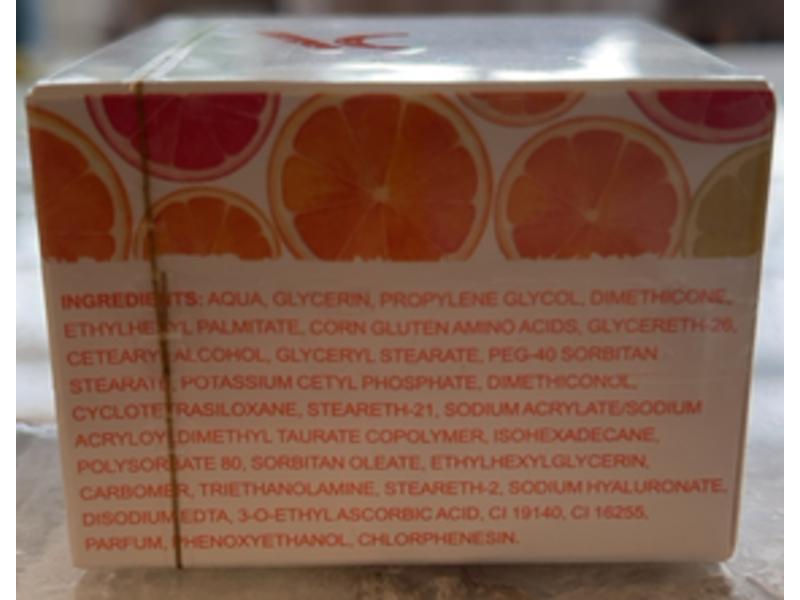 INGREDIENTS: AQUA, GLYCERIN, PROPYLENE GLYCOL, DIMETHICONE,
ETHYLHEXYL PALMITATE, CORN GLUTEN AMINO ACIDS, GLYCERETH-26,
CETEARYL ALCOHOL, GLYCERYL STEARATE, PEG-40 SORBITAN
STEARATE, POTASSIUM CETYL PHOSPHATE, DIMETHICONOL,
CYCLOTETRASILOXANE, STEARETH-21, SODIUM ACRYLATE/SODIUM
ACRYLOYLDIMETHYL TAURATE COPOLYMER, ISOHEXADECANE,
POLYSORBATE 80, SORBITAN OLEATE, ETHYLHEXYLGLYCERIN,
CARBOMER, TRIETHANOLAMINE, STEARETH-2, SODIUM HYALURONATE,
DISODIUM EDTA, 3-O-ETHYL ASCORBIC ACID, CI 19140, CI 16255,
PARFUM, PHENOXYETHANOL, CHLORPHENESIN.